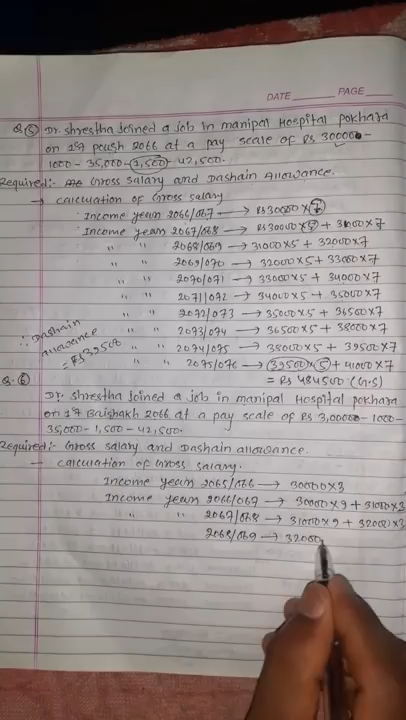 DATE ______ PAGE ____
Q.⑤ Dr. Shrestha Joined a job in manipal Hospital pokhara
on 1st poush 2066 at a pay scale of RS 30000-
1000 - 35,000 - 1,500 - 42,500.
Required:- Gross salary and Dashain Allowance.
→ calculation of Gross salary
Income year 2066/067 → RS 30000 × 7
Income year 2067/068 → RS 30000 × 5 + 31000 × 7
" " 2068/069 → 31000 × 5 + 32000 × 7
" " 2069/070 → 32000 × 5 + 33000 × 7
" " 2070/071 → 33000 × 5 + 34000 × 7
" " 2071/072 → 34000 × 5 + 35000 × 7
" " 2072/073 → 35000 × 5 + 36500 × 7
" " 2073/074 → 36500 × 5 + 38000 × 7
" " 2074/075 → 38000 × 5 + 39500 × 7
" " 2075/076 → 39500 × 5 + 41000 × 7
= RS 484500 (G.S)
∴ Dashain
allowance
= RS 39500
Q.⑥
Dr. Shrestha Joined a job in manipal Hospital pokhara
on 1st Baishakh 2066 at a pay scale of RS 3,0000 - 1000 -
35,000 - 1,500 - 42,500.
Required:- Gross salary and Dashain allowance.
— calculation of Gross salary.
Income year 2065/066 → 30000 × 3
Income year 2066/067 → 30000 × 9 + 31000 × 3
" " 2067/068 → 31000 × 9 + 32000 × 3
2068/069 → 32000